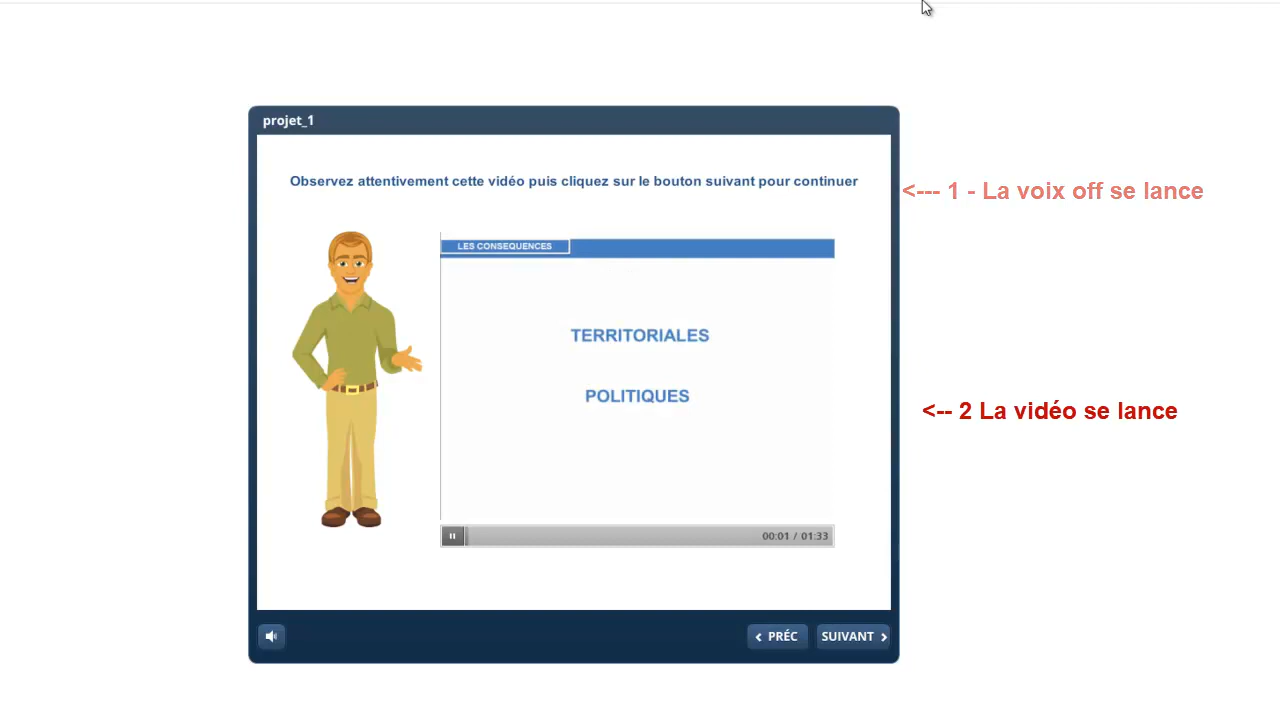 projet_1
Observez attentivement cette vidéo puis cliquez sur le bouton suivant pour continuer
<--- 1 - La voix off se lance
LES CONSEQUENCES
TERRITORIALES
POLITIQUES
<-- 2 La vidéo se lance
00:01 / 01:33
PRÉC
SUIVANT